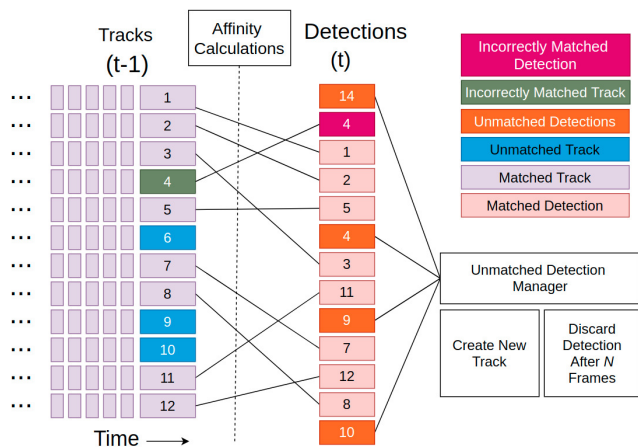 Tracks
(t-1)
Affinity
Calculations
Detections
(t)
Incorrectly Matched
Detection
Incorrectly Matched Track
Unmatched Detections
Unmatched Track
Matched Track
Matched Detection
...
1
...
2
...
3
...
4
...
5
...
6
...
7
...
8
...
9
...
10
...
11
...
12
14
4
1
2
5
4
3
11
9
7
12
8
10
Unmatched Detection
Manager
Create New
Track
Discard
Detection
After N
Frames
Time